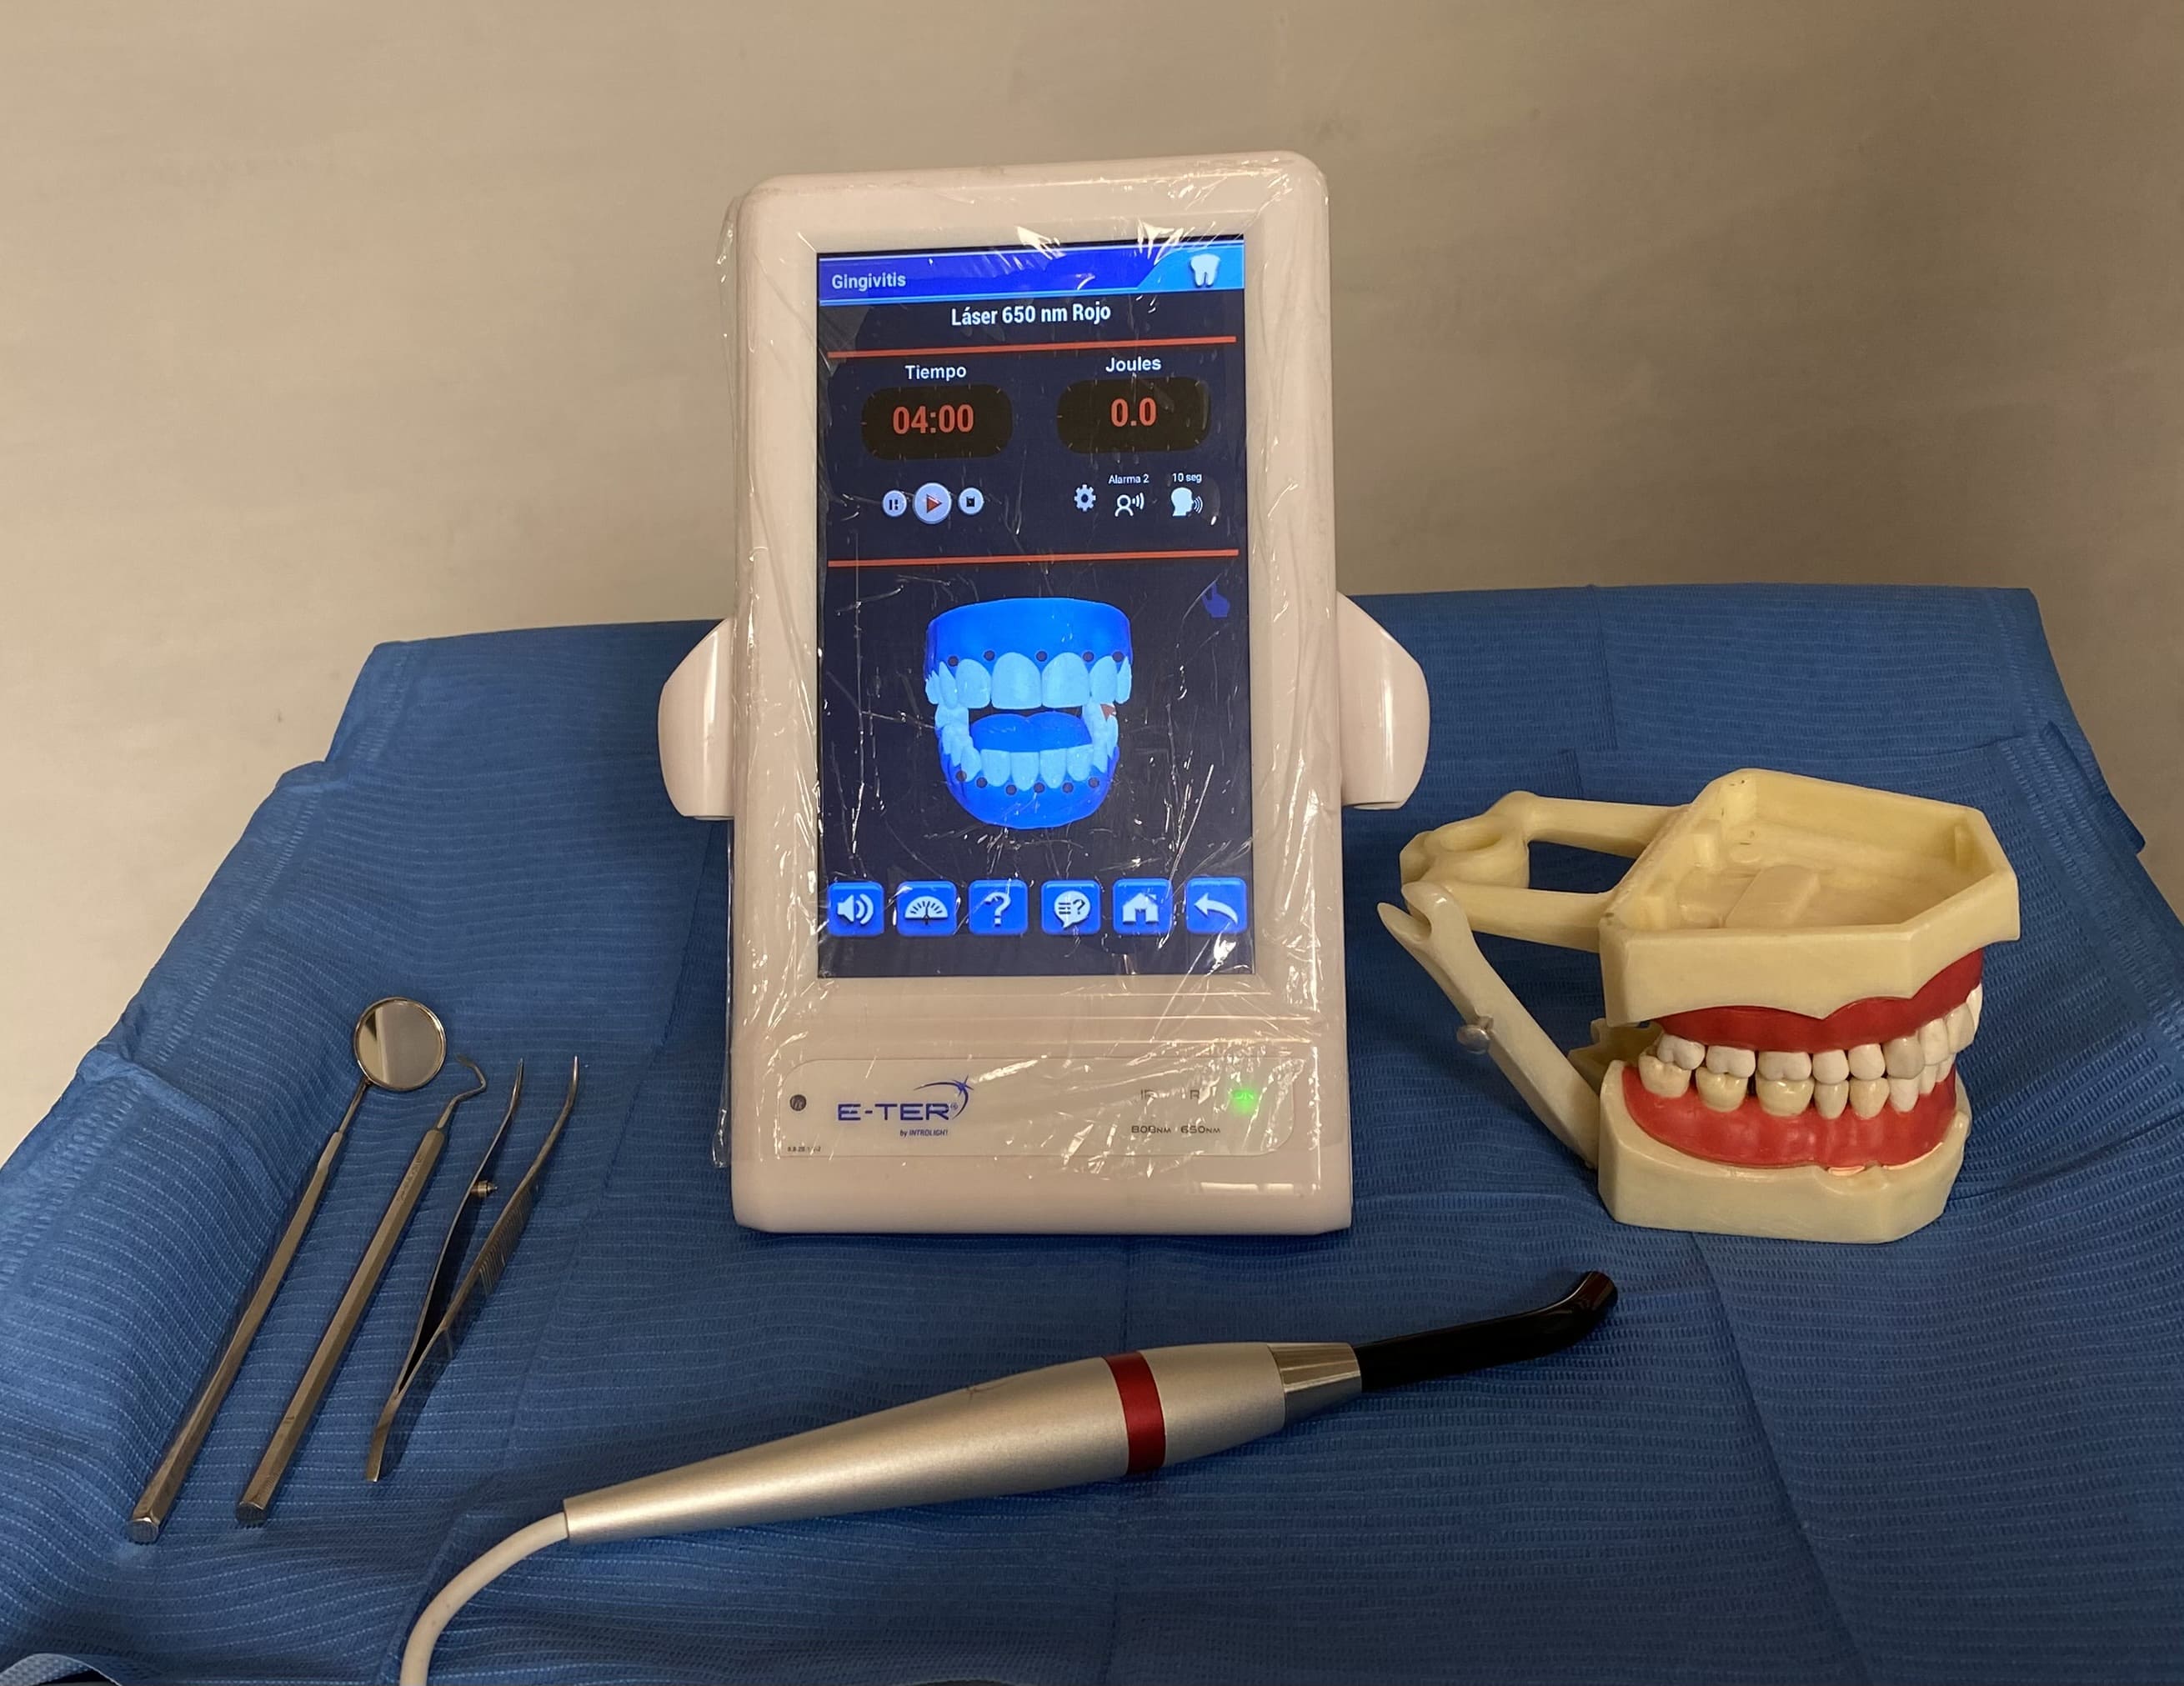 Gingivitis
Láser 650 nm Rojo
Tiempo
Joules
04:00
0.0
Alarma 2
10 seg
E-TER
by INTROLIGHT
IR
R
808NM
650NM